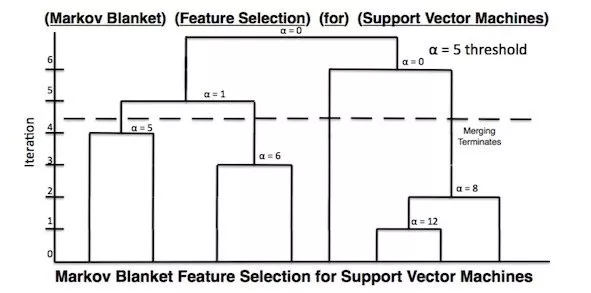 (Markov Blanket) (Feature Selection) (for) (Support Vector Machines)
α = 0
α = 5 threshold
α = 0
6
5
α = 1
Merging
Terminates
4
α = 5
Iteration
3
α = 6
2
α = 8
1
α = 12
0
Markov Blanket Feature Selection for Support Vector Machines